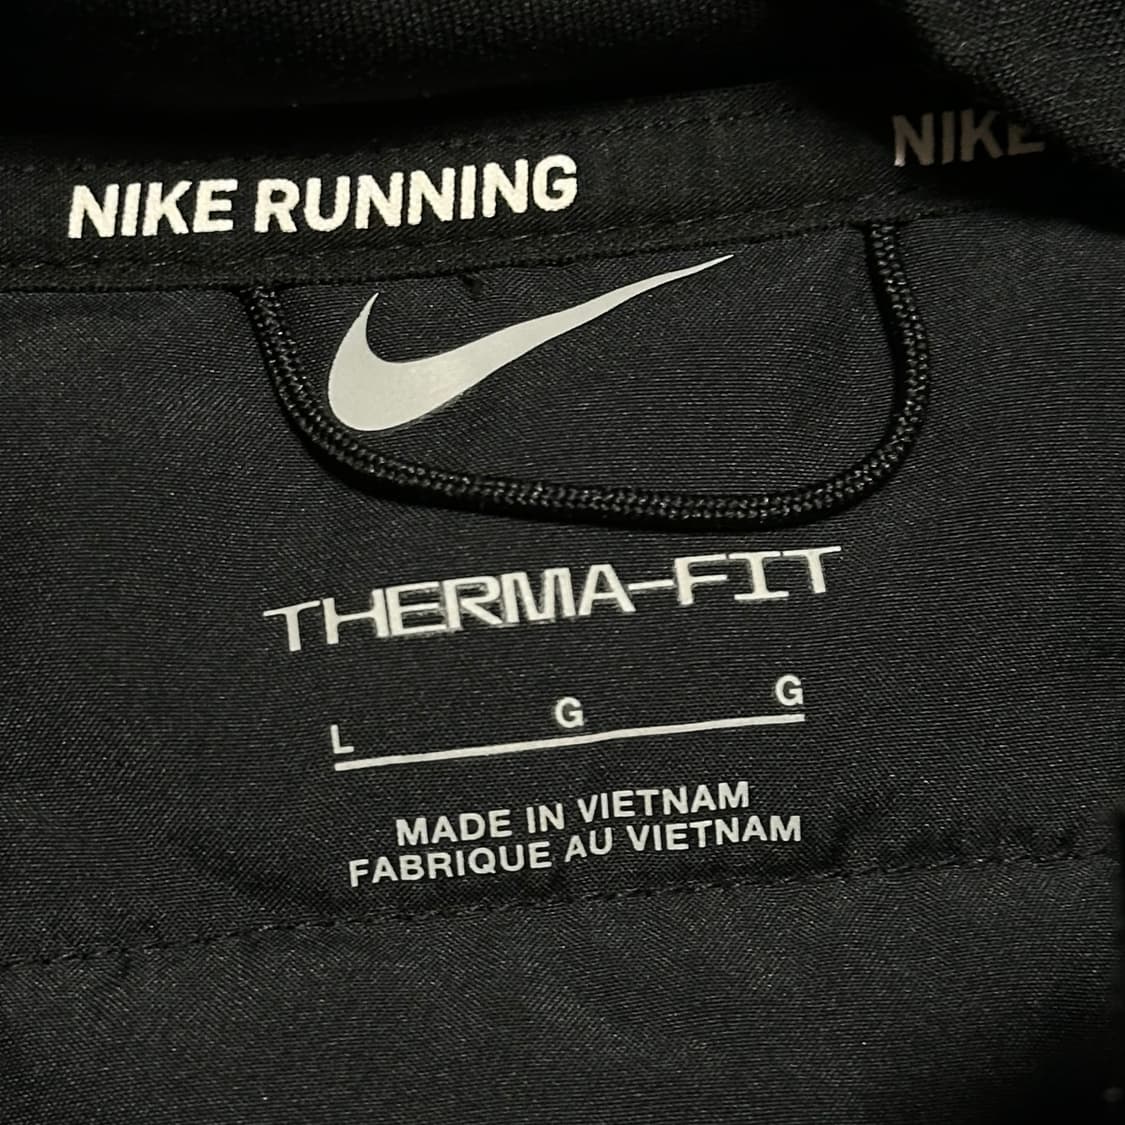 NIKE RUNNING NIKE
THERMA-FIT
L G G
MADE IN VIETNAM
FABRIQUE AU VIETNAM